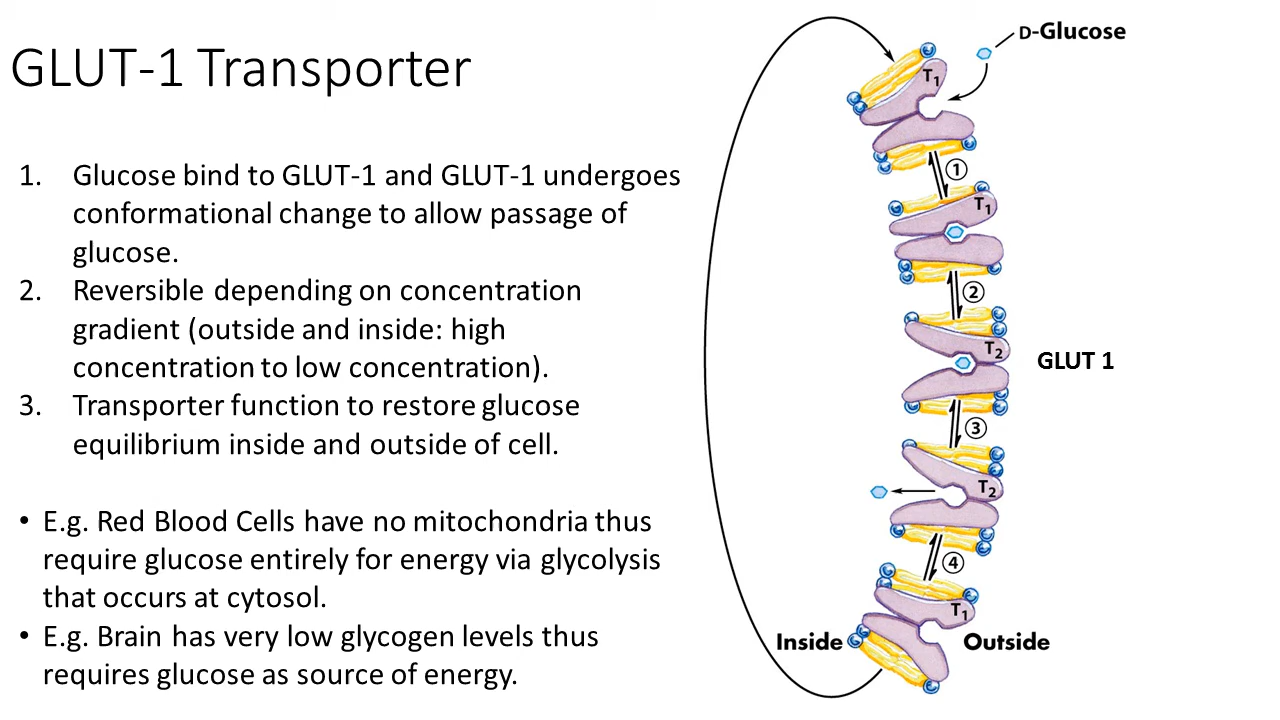 GLUT-1 Transporter
1. Glucose bind to GLUT-1 and GLUT-1 undergoes
conformational change to allow passage of
glucose.
2. Reversible depending on concentration
gradient (outside and inside: high
concentration to low concentration).
3. Transporter function to restore glucose
equilibrium inside and outside of cell.
• E.g. Red Blood Cells have no mitochondria thus
require glucose entirely for energy via glycolysis
that occurs at cytosol.
• E.g. Brain has very low glycogen levels thus
requires glucose as source of energy.
D-Glucose
T1
1
T1
2
T2
GLUT 1
3
T2
4
T1
Inside
Outside